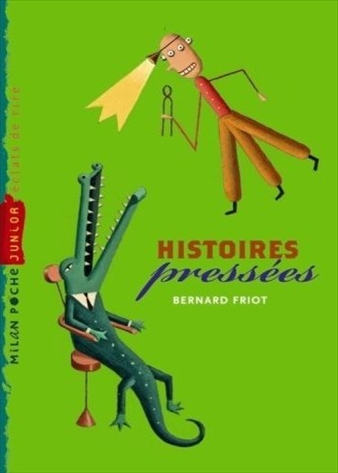 HISTOIRES
pressées
BERNARD FRIOT
MILAN POCHE JUNIOR éclats de rire